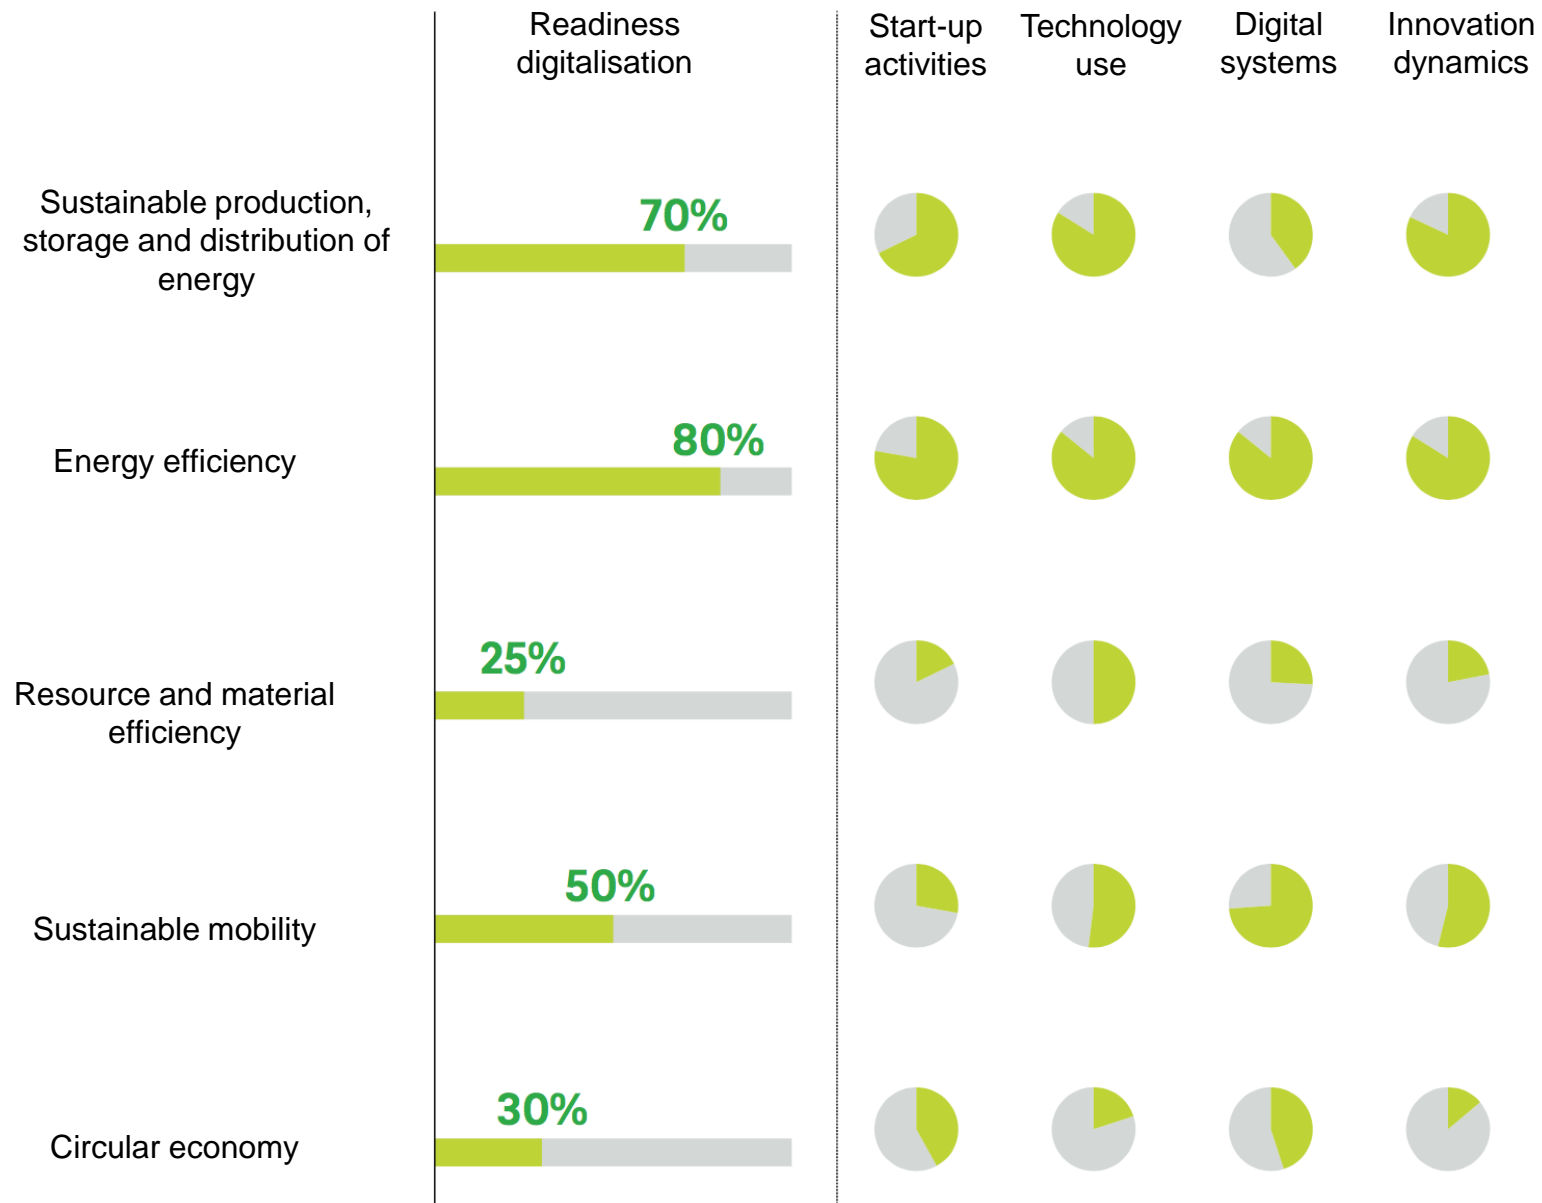 Readiness
digitalisation
Start-up
activities
Technology
use
Digital
systems
Innovation
dynamics
Sustainable production,
storage and distribution of
energy
70%
Energy efficiency
80%
Resource and material
efficiency
25%
Sustainable mobility
50%
Circular economy
30%